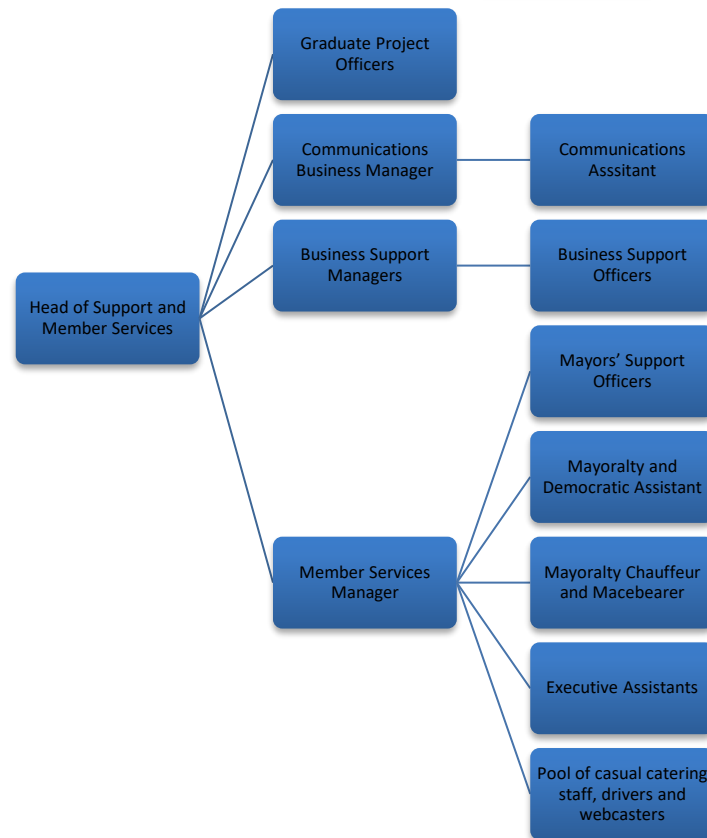 Graduate Project
Officers
Communications
Business Manager
Communications
Asssitant
Business Support
Managers
Business Support
Officers
Head of Support and
Member Services
Mayors’ Support
Officers
Mayoralty and
Democratic Assistant
Member Services
Manager
Mayoralty Chauffeur
and Macebearer
Executive Assistants
Pool of casual catering
staff, drivers and
webcasters